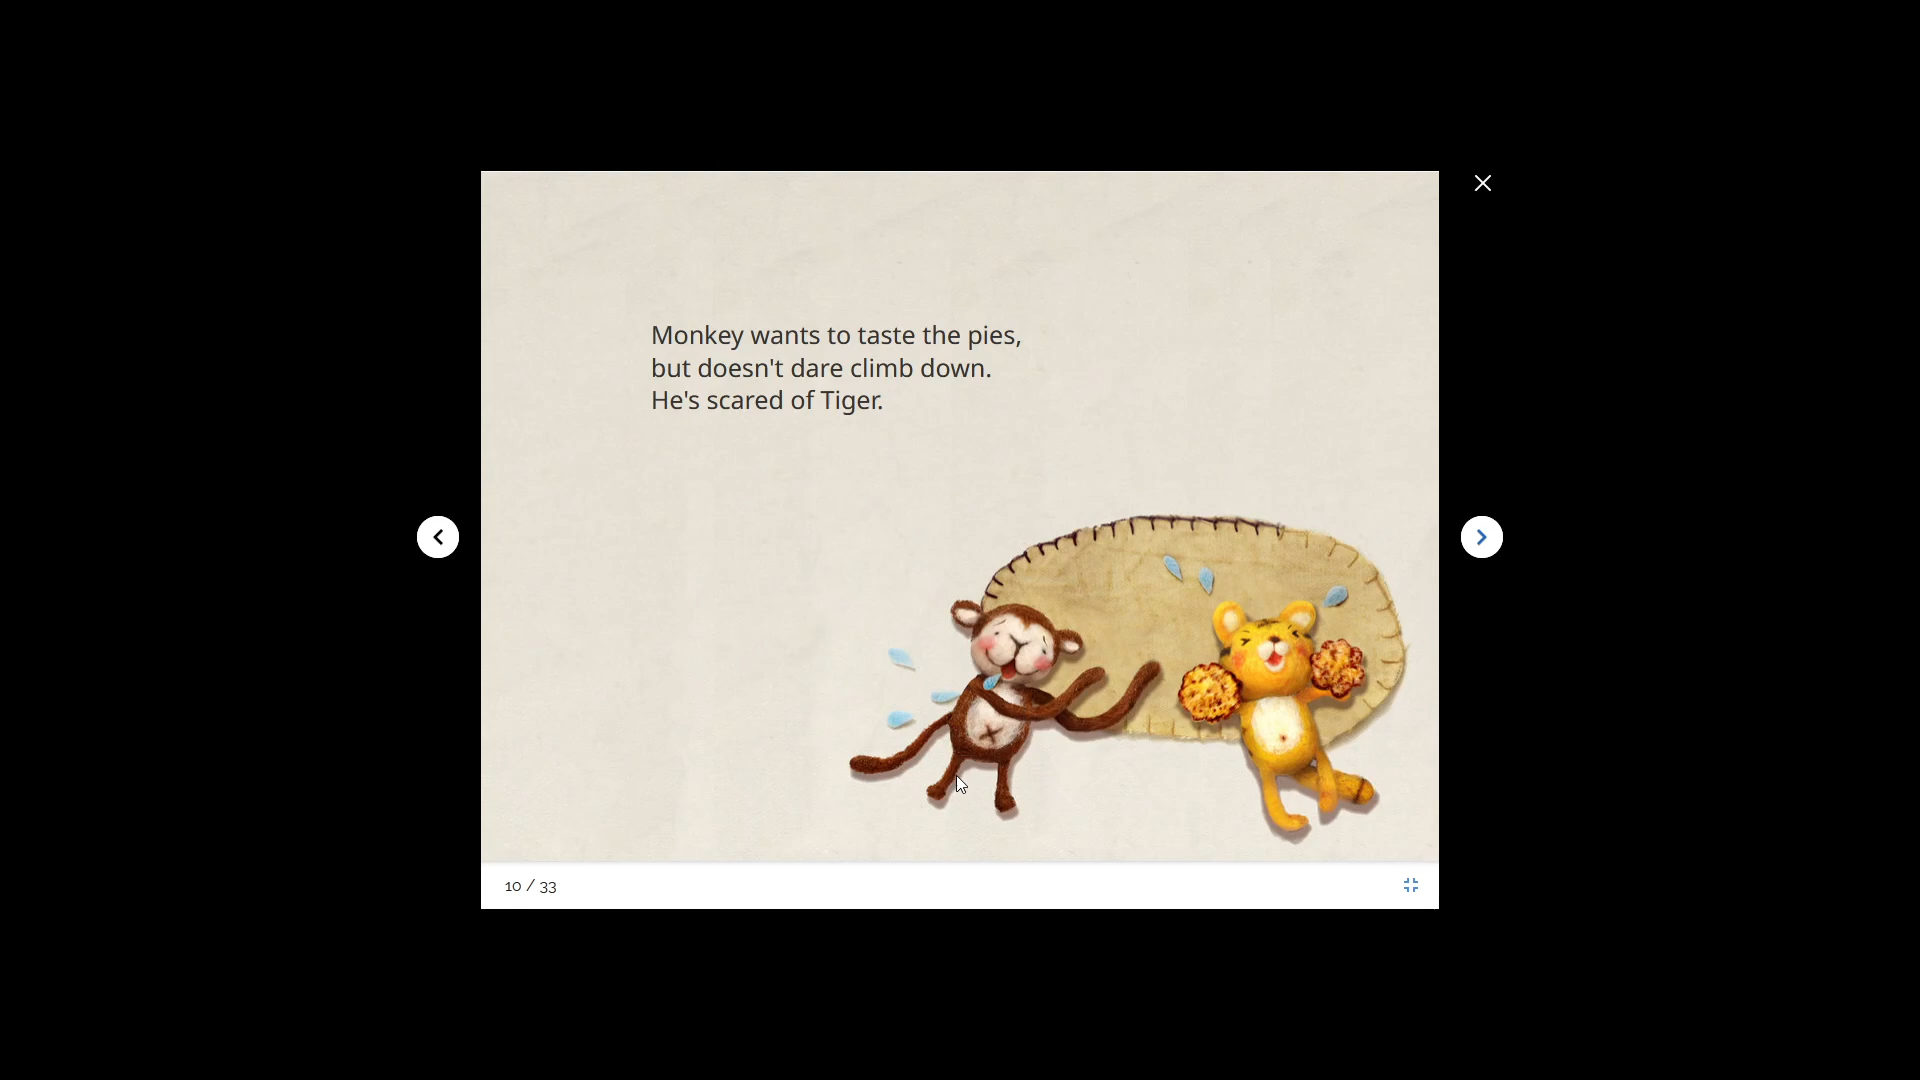 Monkey wants to taste the pies,
but doesn't dare climb down.
He's scared of Tiger.
10 / 33